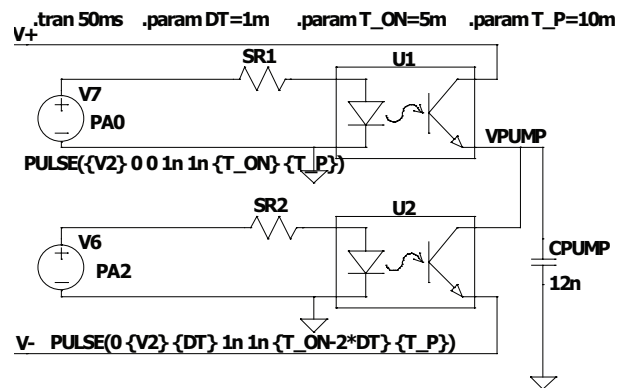 .tran 50ms .param DT=1m .param T_ON=5m .param T_P=10m
V+
SR1
U1
V7
PA0
VPUMP
PULSE({V2} 0 0 1n 1n {T_ON} {T_P})
SR2
U2
V6
PA2
CPUMP
12n
V- PULSE(0 {V2} {DT} 1n 1n {T_ON-2*DT} {T_P})